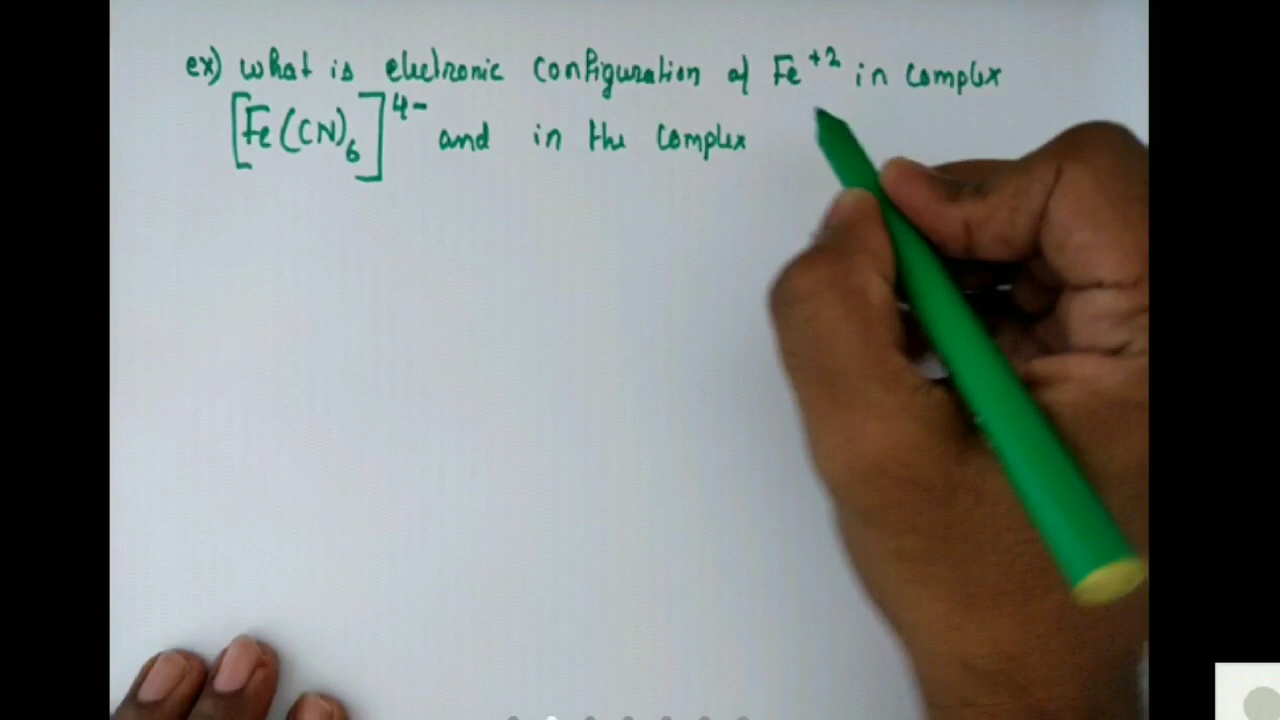 ex) what is electronic configuration of Fe⁺² in complex
[Fe(CN)₆]⁴⁻ and in the complex